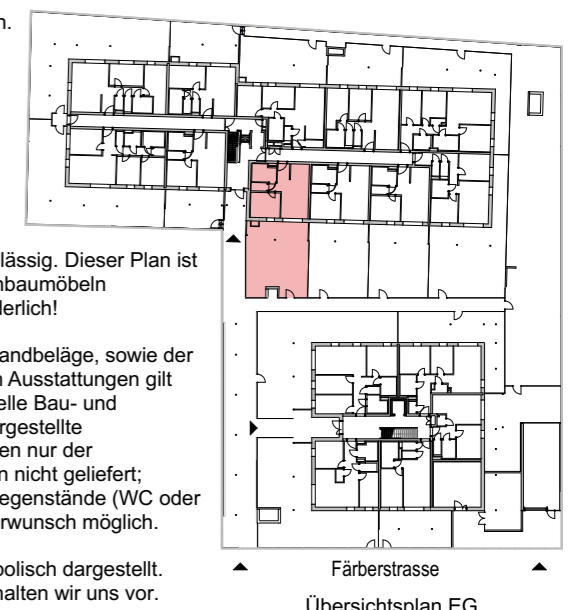 n.
lässig. Dieser Plan ist
nbaumöbeln
derlich!
andbeläge, sowie der
n Ausstattungen gilt
elle Bau- und
rgestellte
en nur der
n nicht geliefert;
egenstände (WC oder
erwunsch möglich.
bolisch dargestellt.
halten wir uns vor.
Färberstrasse
Übersichtsplan EG